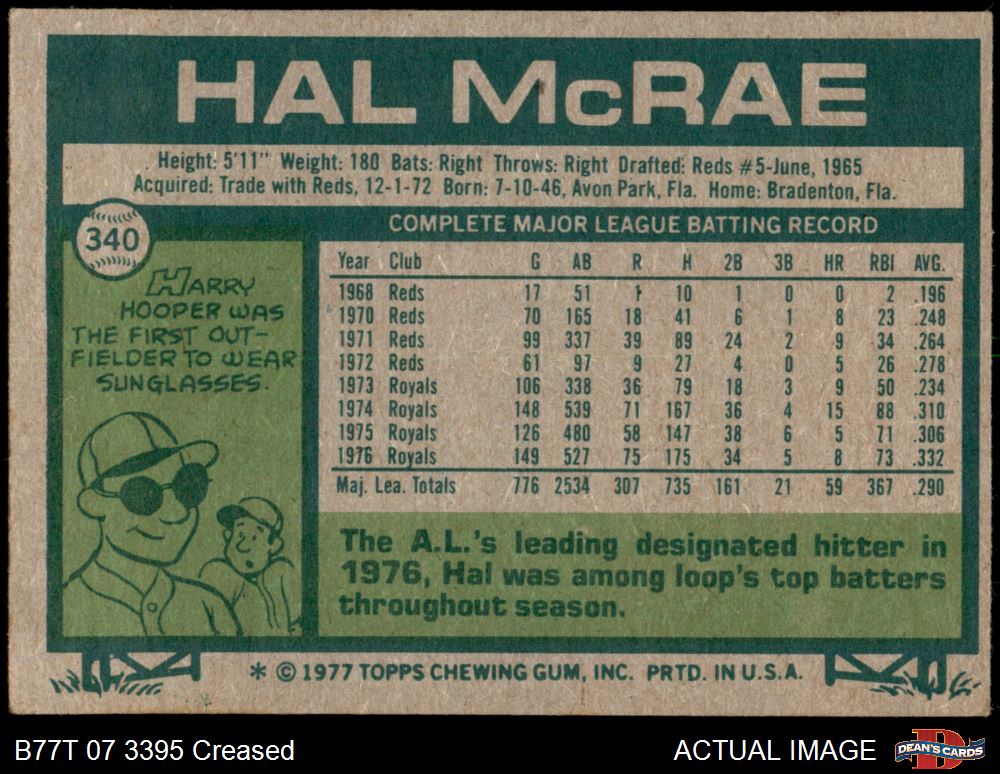 HAL McRAE
Height: 5'11" Weight: 180 Bats: Right Throws: Right Drafted: Reds #5-June, 1965
Acquired: Trade with Reds, 12-1-72 Born: 7-10-46, Avon Park, Fla. Home: Bradenton, Fla.
340
HARRY
HOOPER WAS
THE FIRST OUT-
FIELDER TO WEAR
SUNGLASSES.
COMPLETE MAJOR LEAGUE BATTING RECORD
Year Club G AB R H 2B 3B HR RBI AVG.
1968 Reds 17 51 1 10 1 0 0 2 .196
1970 Reds 70 165 18 41 6 1 8 23 .248
1971 Reds 99 337 39 89 24 2 9 34 .264
1972 Reds 61 97 9 27 4 0 5 26 .278
1973 Royals 106 338 36 79 18 3 9 50 .234
1974 Royals 148 539 71 167 36 4 15 88 .310
1975 Royals 126 480 58 147 38 6 5 71 .306
1976 Royals 149 527 75 175 34 5 8 73 .332
Maj. Lea. Totals 776 2534 307 735 161 21 59 367 .290
The A.L.'s leading designated hitter in
1976, Hal was among loop's top batters
throughout season.
* © 1977 TOPPS CHEWING GUM, INC. PRTD. IN U.S.A.
B77T 07 3395 Creased
ACTUAL IMAGE
DEAN'S CARDS